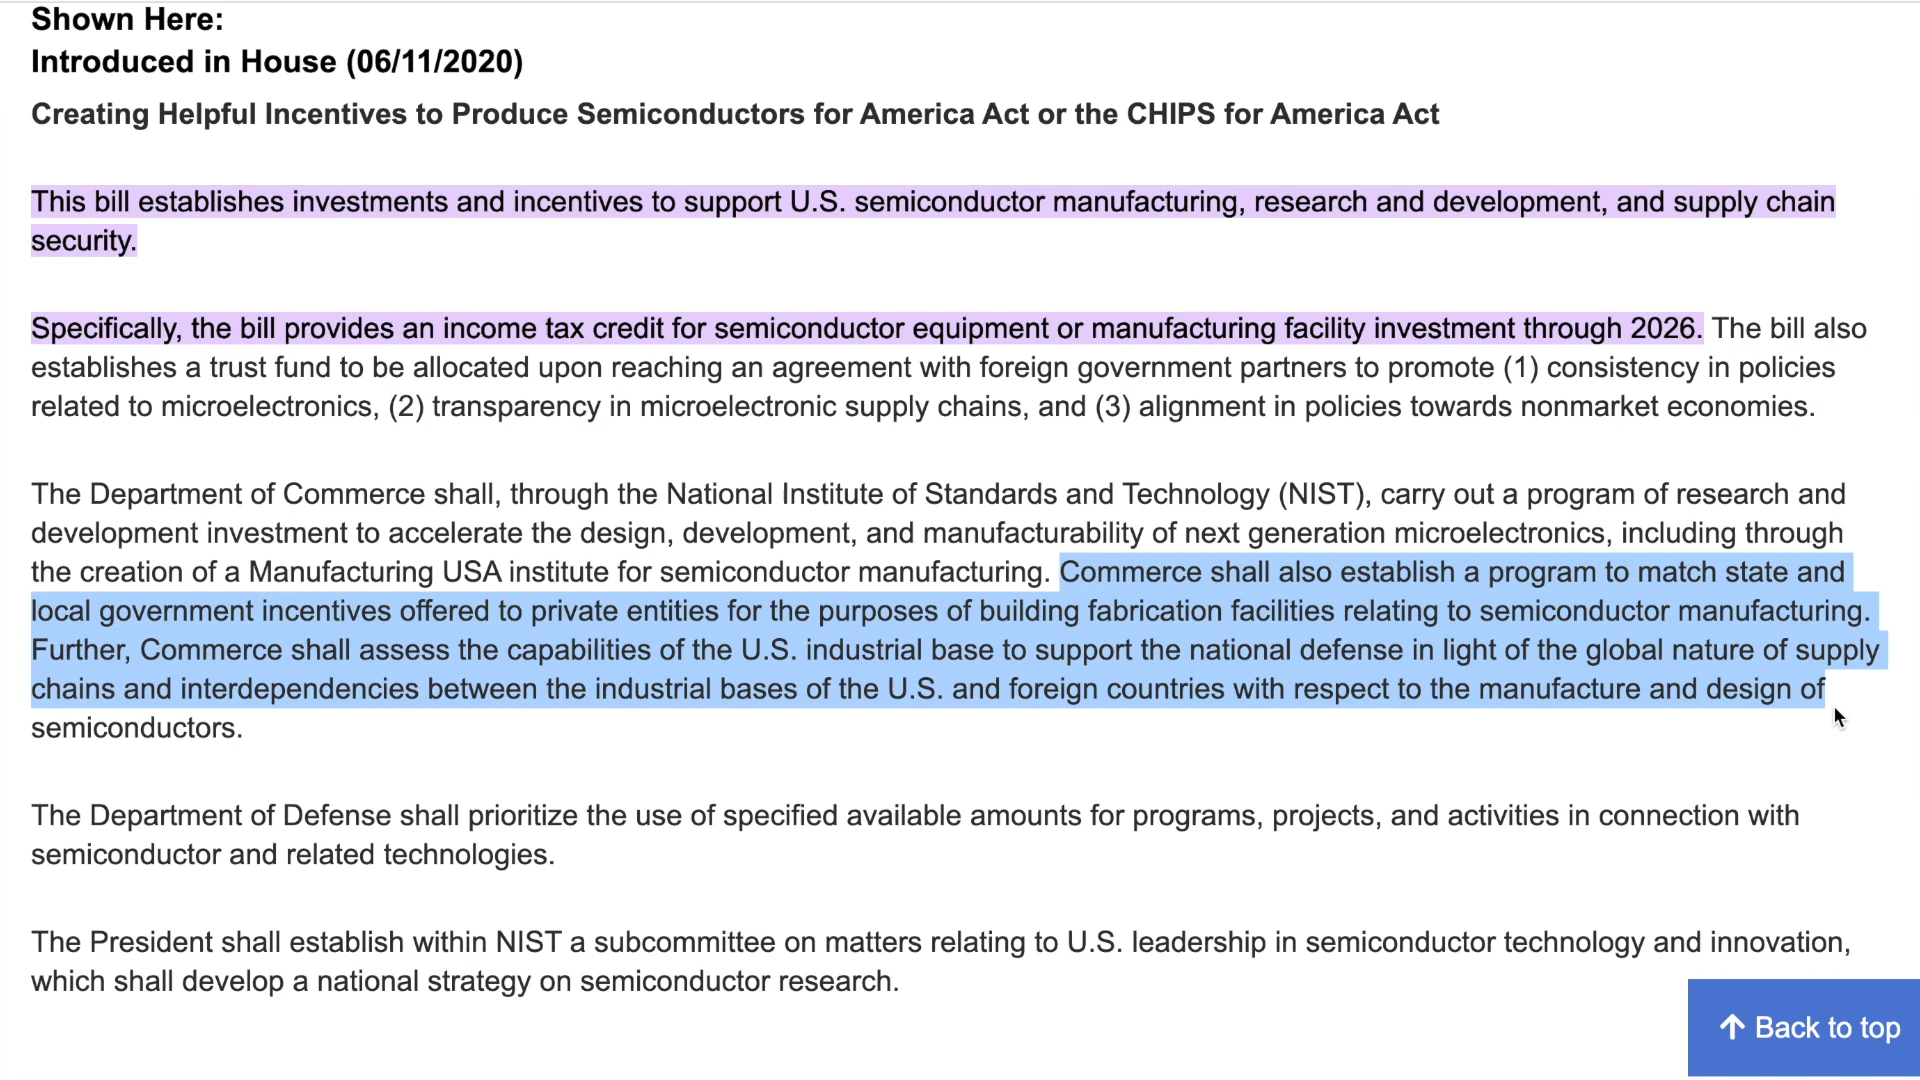 Shown Here:
Introduced in House (06/11/2020)
Creating Helpful Incentives to Produce Semiconductors for America Act or the CHIPS for America Act
This bill establishes investments and incentives to support U.S. semiconductor manufacturing, research and development, and supply chain
security.
Specifically, the bill provides an income tax credit for semiconductor equipment or manufacturing facility investment through 2026. The bill also
establishes a trust fund to be allocated upon reaching an agreement with foreign government partners to promote (1) consistency in policies
related to microelectronics, (2) transparency in microelectronic supply chains, and (3) alignment in policies towards nonmarket economies.
The Department of Commerce shall, through the National Institute of Standards and Technology (NIST), carry out a program of research and
development investment to accelerate the design, development, and manufacturability of next generation microelectronics, including through
the creation of a Manufacturing USA institute for semiconductor manufacturing. Commerce shall also establish a program to match state and
local government incentives offered to private entities for the purposes of building fabrication facilities relating to semiconductor manufacturing.
Further, Commerce shall assess the capabilities of the U.S. industrial base to support the national defense in light of the global nature of supply
chains and interdependencies between the industrial bases of the U.S. and foreign countries with respect to the manufacture and design of
semiconductors.
The Department of Defense shall prioritize the use of specified available amounts for programs, projects, and activities in connection with
semiconductor and related technologies.
The President shall establish within NIST a subcommittee on matters relating to U.S. leadership in semiconductor technology and innovation,
which shall develop a national strategy on semiconductor research.
Back to top